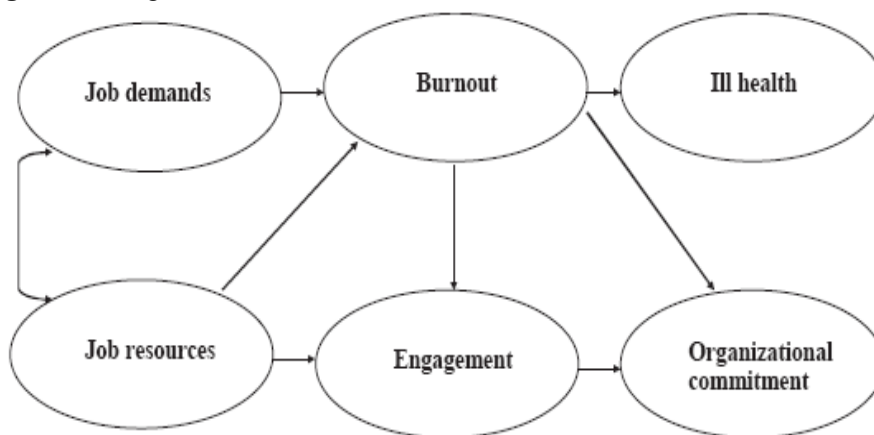 Job demands
Burnout
Ill health
Job resources
Engagement
Organizational
commitment